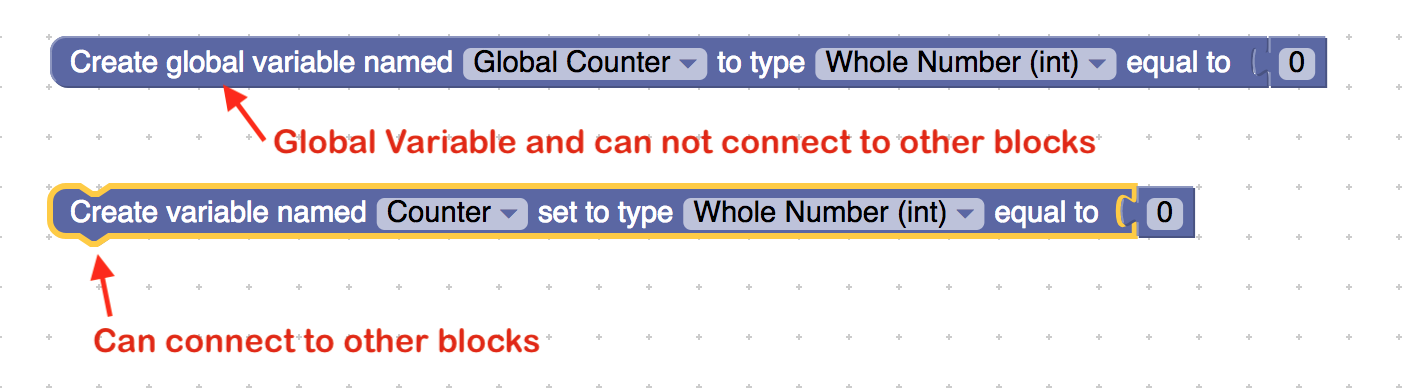 Create global variable named Global Counter to type Whole Number (int) equal to 0
Global Variable and can not connect to other blocks
Create variable named Counter set to type Whole Number (int) equal to 0
Can connect to other blocks